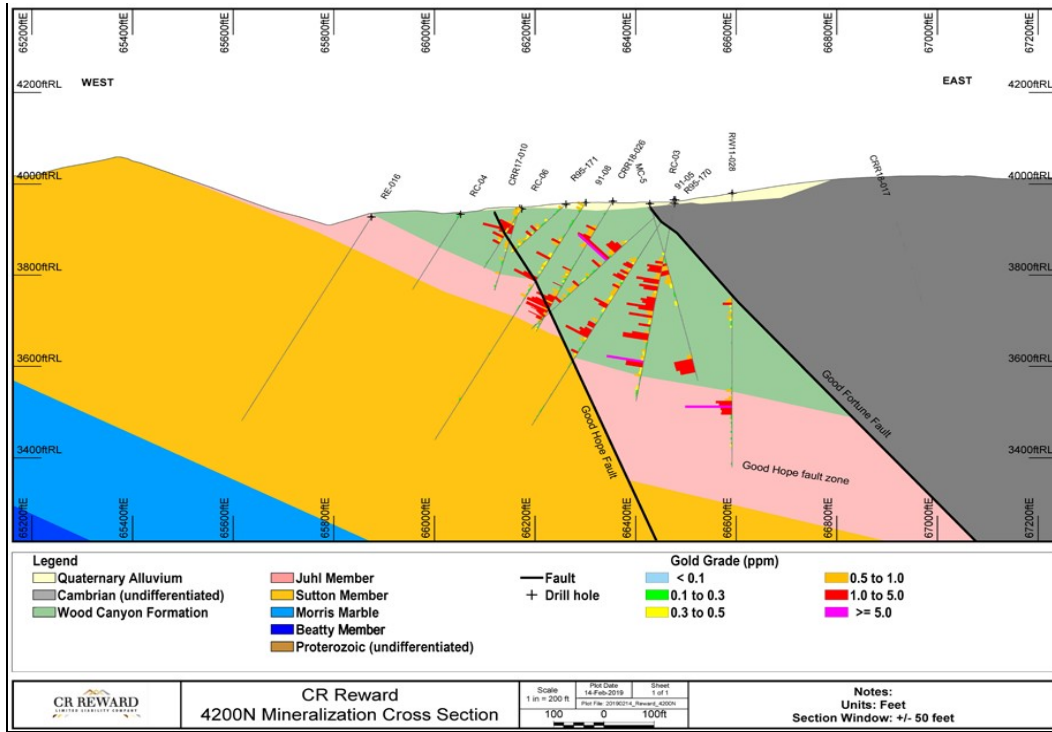 65200ftE 65400ftE 65600ftE 65800ftE 66000ftE 66200ftE 66400ftE 66600ftE 66800ftE 67000ftE 67200ftE
4200ftRL 4200ftRL
WEST EAST
RE-016 RC-04 CRR17-010 RC-06 R95-171 91-08 CRR18-026 MC-5 RC-03 91-05 R95-170 RW11-028 CRR18-017
4000ftRL 4000ftRL
3800ftRL 3800ftRL
3600ftRL 3600ftRL
Good Fortune Fault
Good Hope Fault
3400ftRL 3400ftRL
Good Hope fault zone
65200ftE 65400ftE 65600ftE 65800ftE 66000ftE 66200ftE 66400ftE 66600ftE 66800ftE 67000ftE 67200ftE
Legend
Quaternary Alluvium
Cambrian (undifferentiated)
Wood Canyon Formation
Juhl Member
Sutton Member
Morris Marble
Beatty Member
Proterozoic (undifferentiated)
Fault
Drill hole
Gold Grade (ppm)
< 0.1
0.1 to 0.3
0.3 to 0.5
0.5 to 1.0
1.0 to 5.0
>= 5.0
CR REWARD
LIMITED LIABILITY COMPANY
CR Reward
4200N Mineralization Cross Section
Scale
1 in = 200 ft
Plot Date
14-Feb-2019
Sheet
1 of 1
Plot File: 20190214_Reward_4200N
100 0 100ft
Notes:
Units: Feet
Section Window: +/- 50 feet